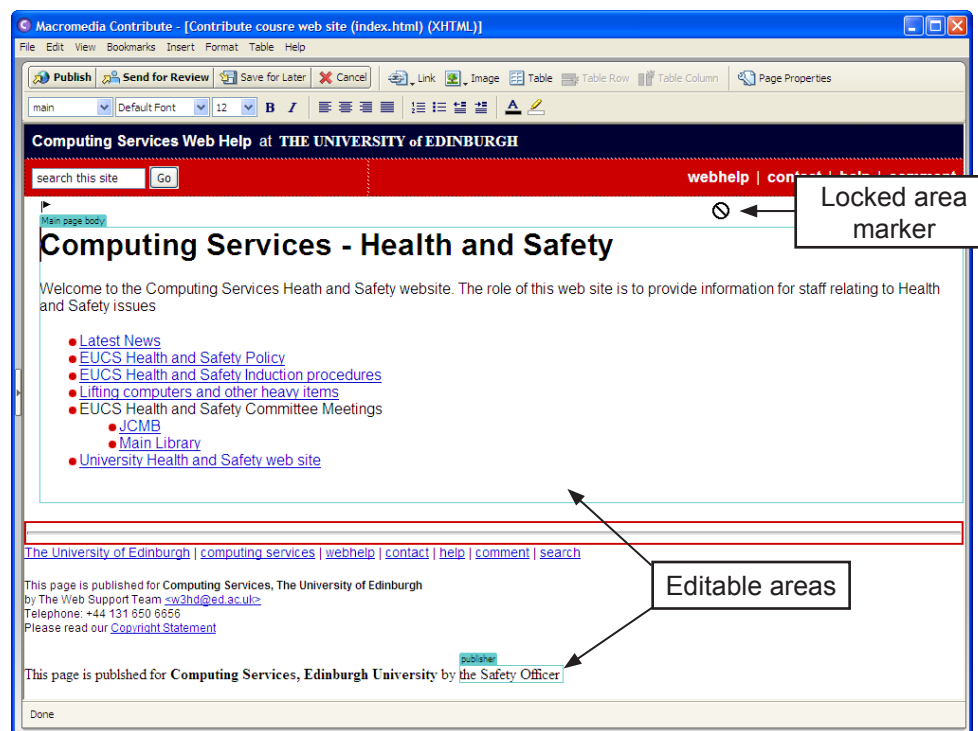 Macromedia Contribute - [Contribute cousre web site (index.html) (XHTML)]
File Edit View Bookmarks Insert Format Table Help
Publish Send for Review Save for Later Cancel Link Image Table Table Row Table Column Page Properties
main Default Font 12 B I A
Computing Services Web Help at THE UNIVERSITY of EDINBURGH
search this site Go webhelp | contact | help | comment
Locked area
marker
Main page body
Computing Services - Health and Safety
Welcome to the Computing Services Heath and Safety website. The role of this web site is to provide information for staff relating to Health
and Safety issues
Latest News
EUCS Health and Safety Policy
EUCS Health and Safety Induction procedures
Lifting computers and other heavy items
EUCS Health and Safety Committee Meetings
JCMB
Main Library
University Health and Safety web site
The University of Edinburgh | computing services | webhelp | contact | help | comment | search
This page is published for Computing Services, The University of Edinburgh
by The Web Support Team <w3hd@ed.ac.uk>
Telephone: +44 131 650 6656
Please read our Copyright Statement
Editable areas
publisher
This page is publshed for Computing Services, Edinburgh University by the Safety Officer
Done